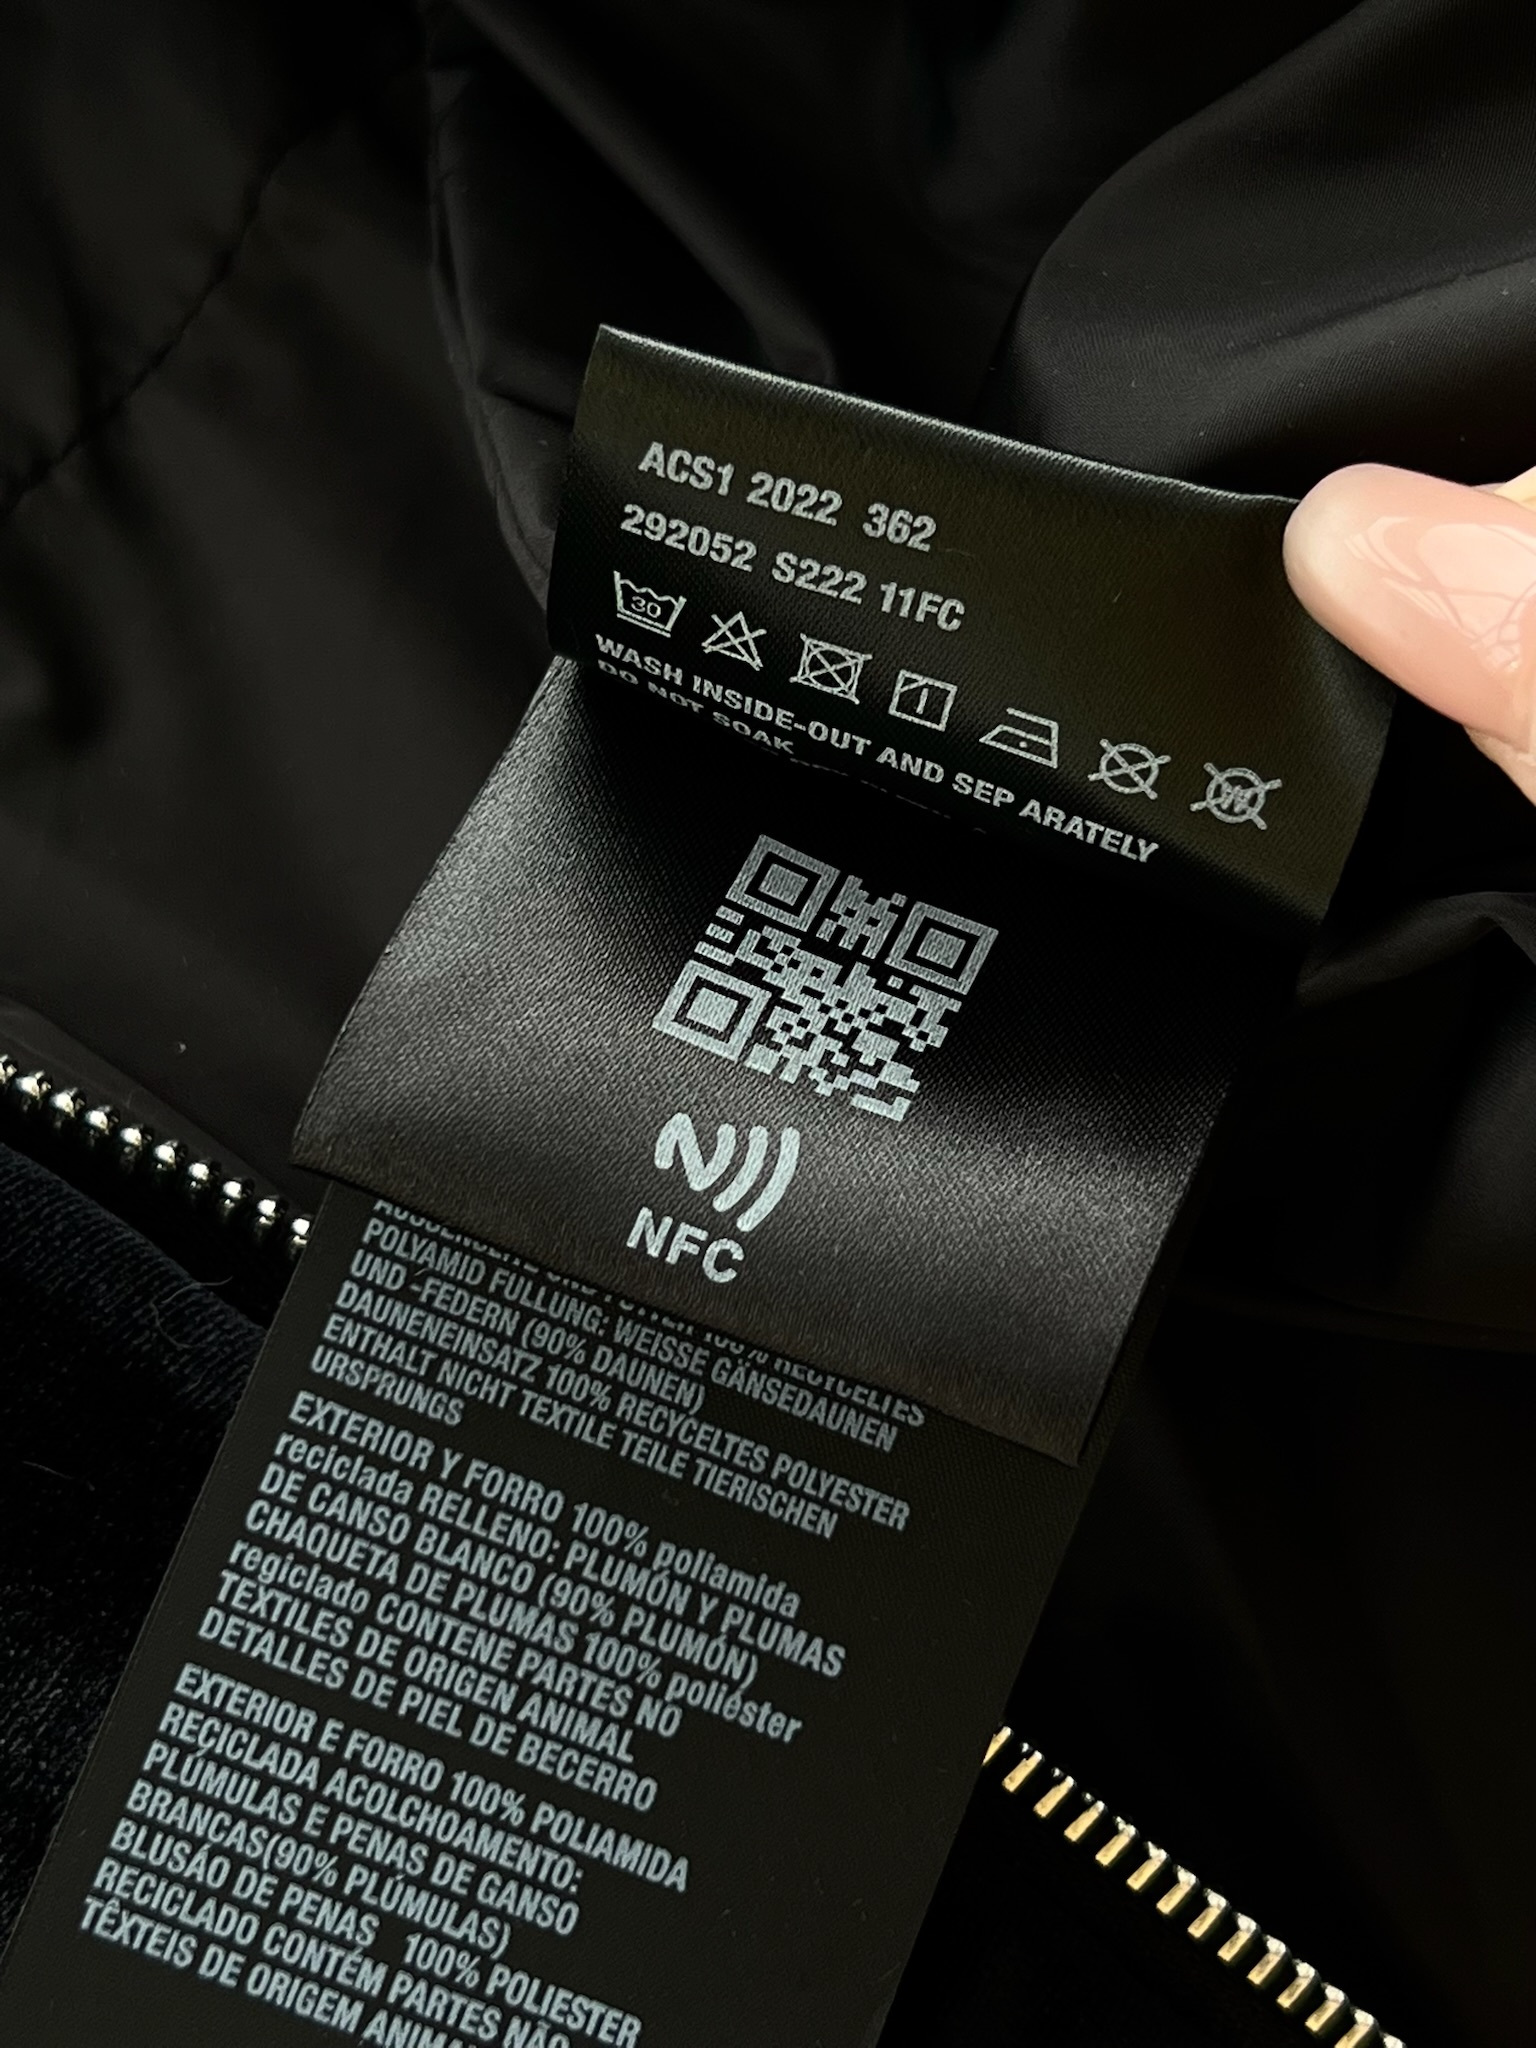 ACS1 2022 362
292052 S222 11FC
30
WASH INSIDE-OUT AND SEP ARATELY
DO NOT SOAK
NFC
POLYAMID FÜLLUNG: WEISSE GÄNSEDAUNEN
UND -FEDERN (90% DAUNEN)
DAUNENEINSATZ 100% RECYCELTES POLYESTER
ENTHALT NICHT TEXTILE TEILE TIERISCHEN
URSPRUNGS
EXTERIOR Y FORRO 100% poliamida
reciclada RELLENO: PLUMÓN Y PLUMAS
DE CANSO BLANCO (90% PLUMÓN)
CHAQUETA DE PLUMAS 100% poliéster
regiclado CONTENE PARTES NO
TEXTILES DE ORIGEN ANIMAL
DETALLES DE PIEL DE BECERRO
EXTERIOR E FORRO 100% POLIAMIDA
REÇICLADA ACOLCHOAMENTO:
PLÚMULAS E PENAS DE GANSO
BRANCAS(90% PLÚMULAS)
BLUSÁO DE PENAS 100% POLIESTER
RECICLADO CONTÉM PARTES NÃO
TÊXTEIS DE ORIGEM